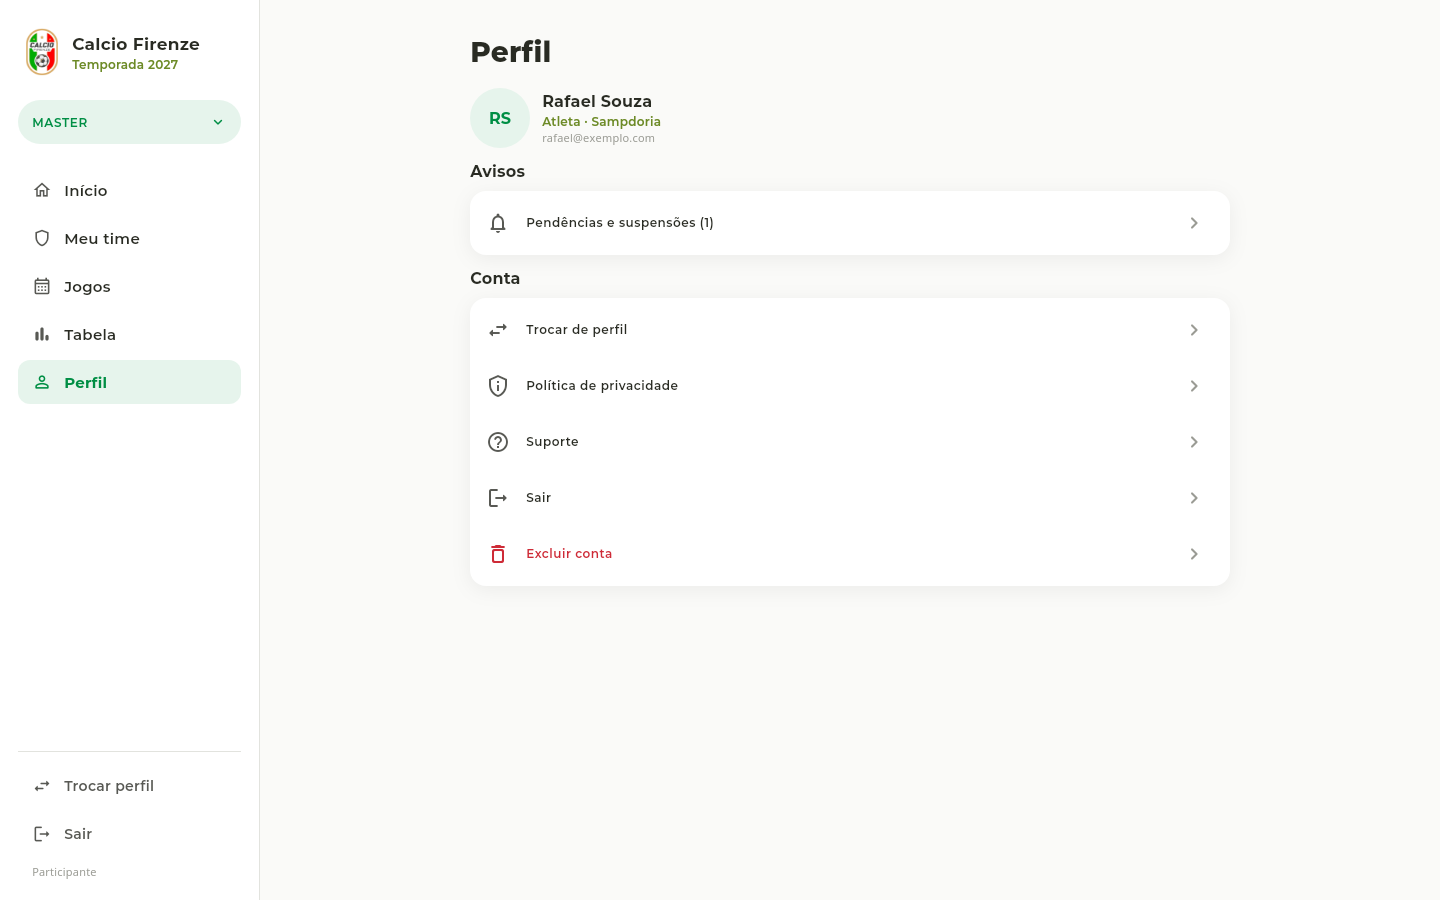 CALCIO
Calcio Firenze
Temporada 2027
MASTER
Início
Meu time
Jogos
Tabela
Perfil
Trocar perfil
Sair
Participante
Perfil
RS
Rafael Souza
Atleta · Sampdoria
rafael@exemplo.com
Avisos
Pendências e suspensões (1)
Conta
Trocar de perfil
Política de privacidade
Suporte
Sair
Excluir conta